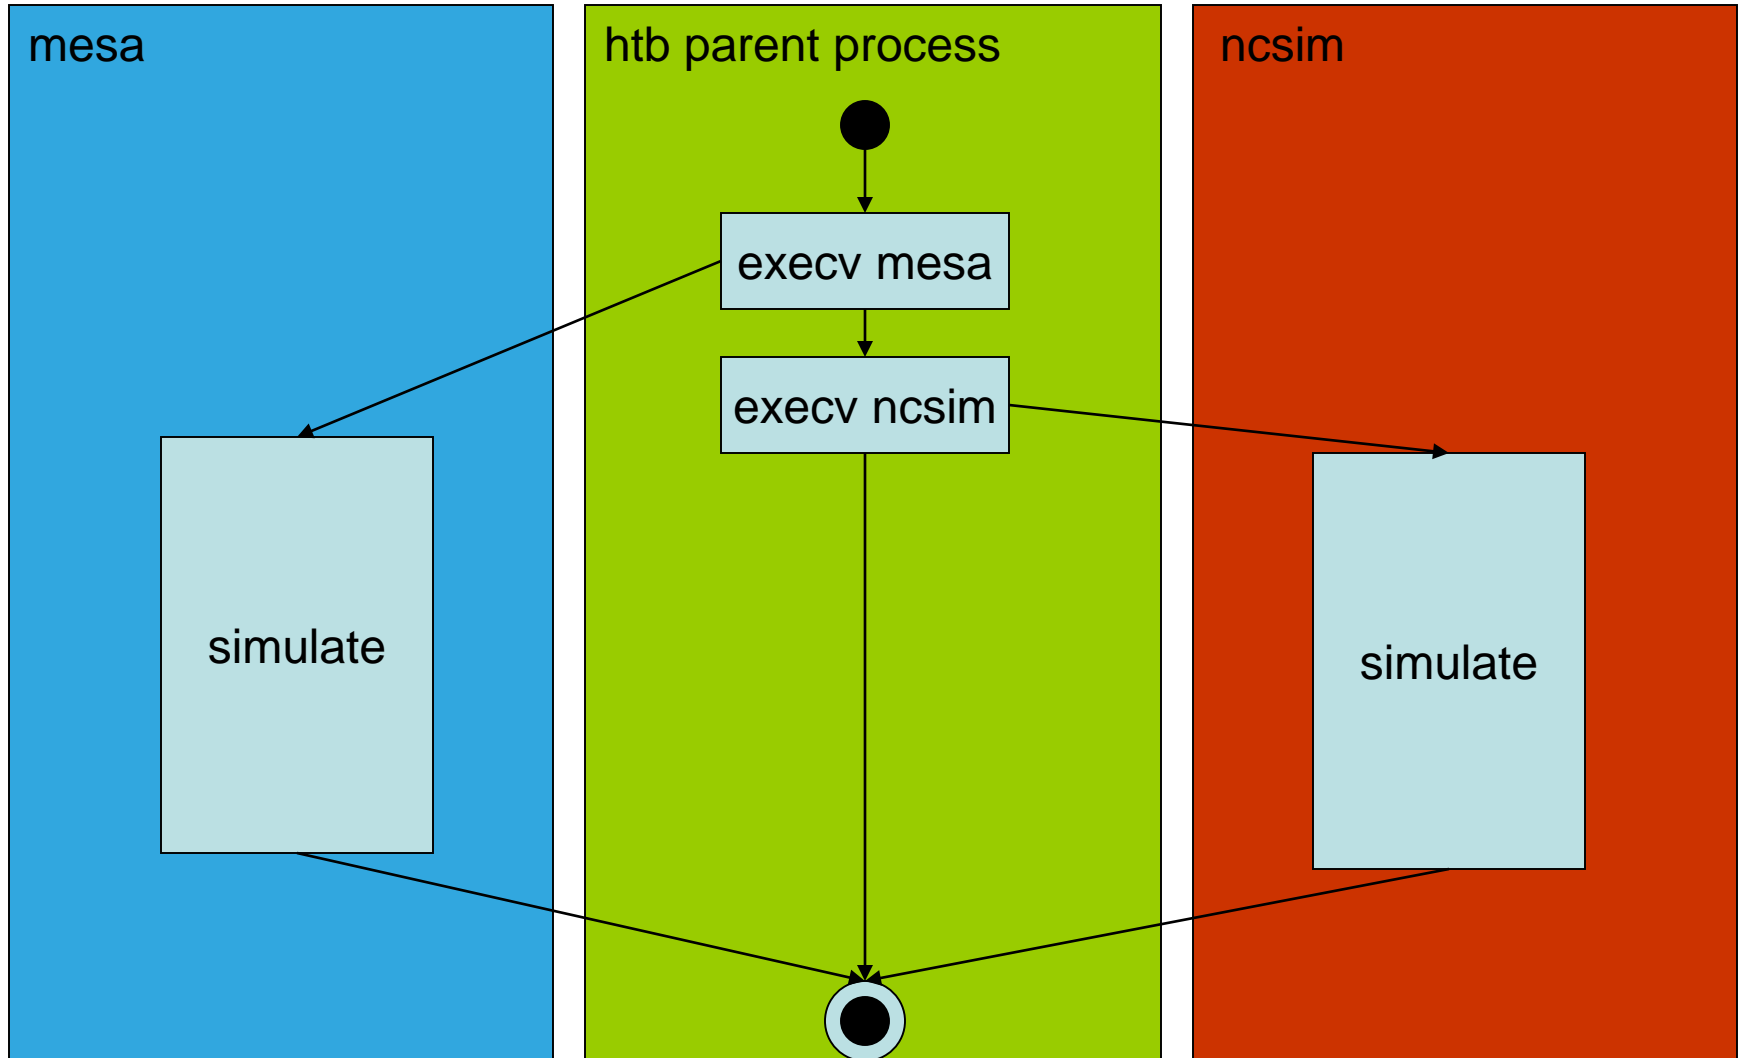 mesa
htb parent process
ncsim
execv mesa
execv ncsim
simulate
simulate